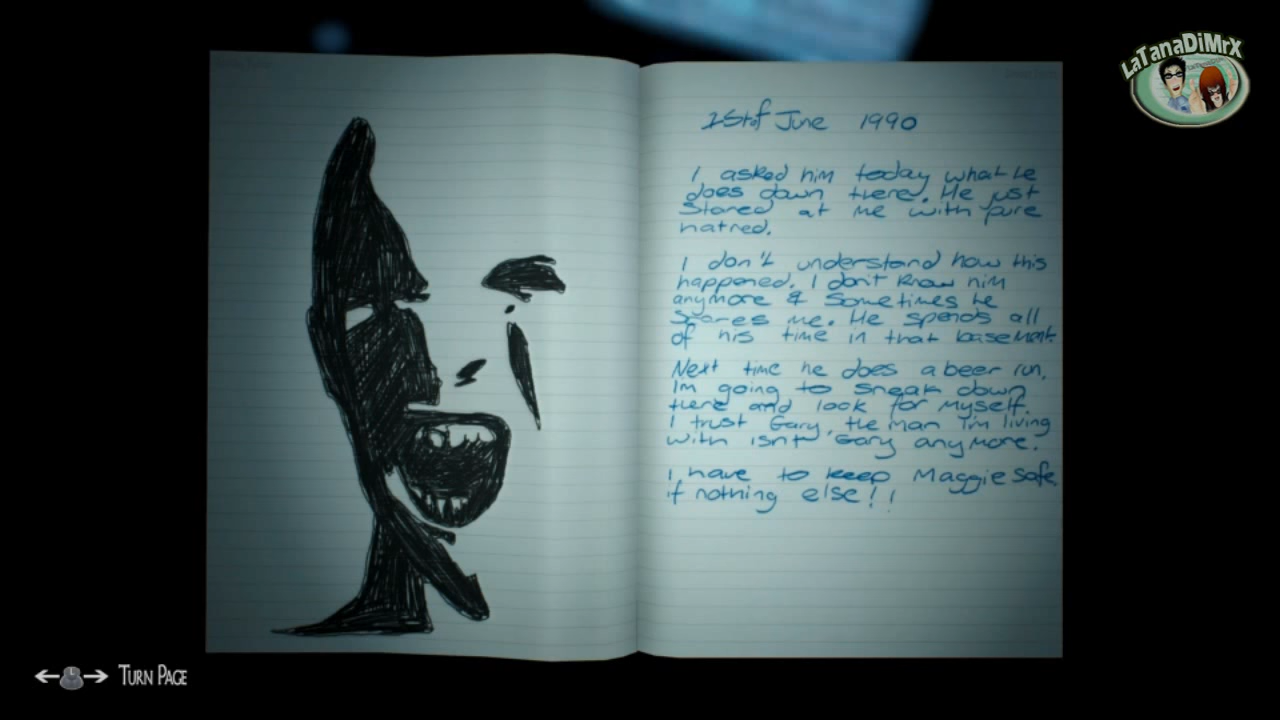 LaTanaDiMrX
1st of June 1990
I asked him today what he
does down there. He just
stared at me with pure
hatred.
I don't understand how this
happened. I don't know him
anymore & sometimes he
scares me. He spends all
of his time in that basement.
Next time he does a beer run,
Im going to sneak down
there and look for myself.
I trust Gary, the man I'm living
with isn't Gary anymore.
I have to keep Maggie safe
if nothing else!!
TURN PAGE